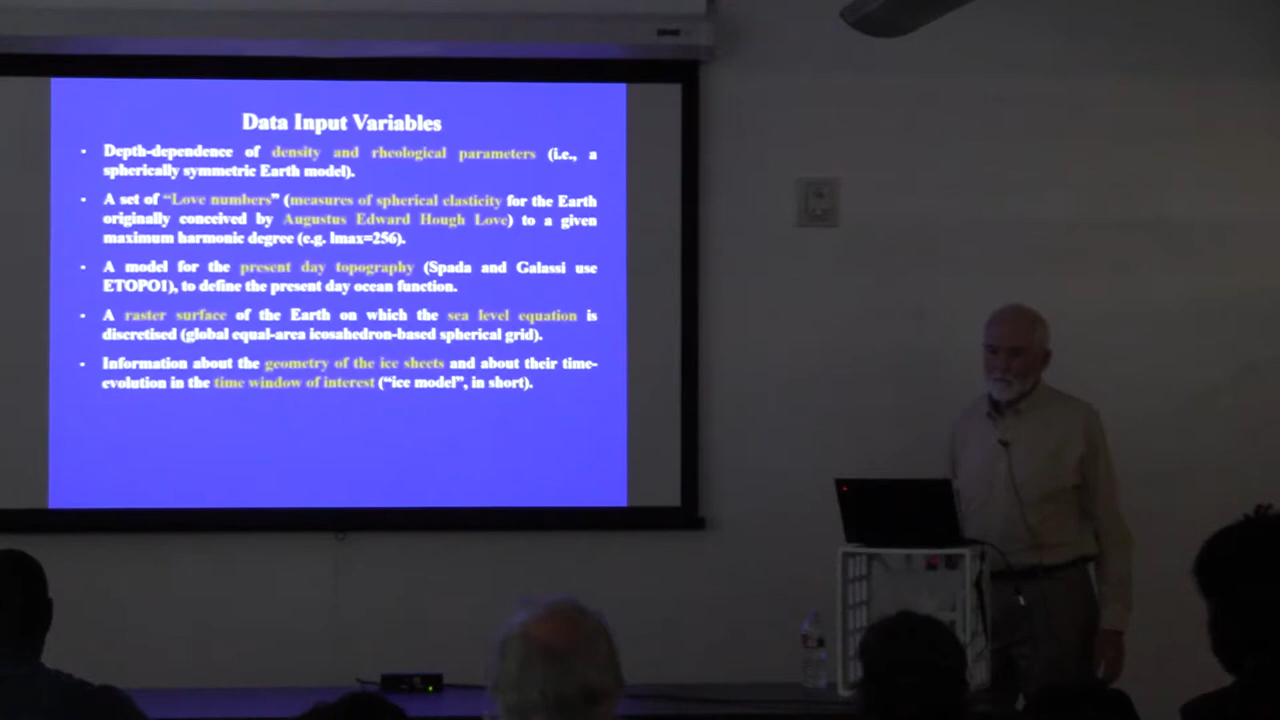 Data Input Variables
• Depth-dependence of density and rheological parameters (i.e., a
spherically symmetric Earth model).
• A set of “Love numbers” (measures of spherical elasticity for the Earth
originally conceived by Augustus Edward Hough Love) to a given
maximum harmonic degree (e.g. lmax=256).
• A model for the present day topography (Spada and Galassi use
ETOPO1), to define the present day ocean function.
• A raster surface of the Earth on which the sea level equation is
discretised (global equal-area icosahedron-based spherical grid).
• Information about the geometry of the ice sheets and about their time-
evolution in the time window of interest (“ice model”, in short).